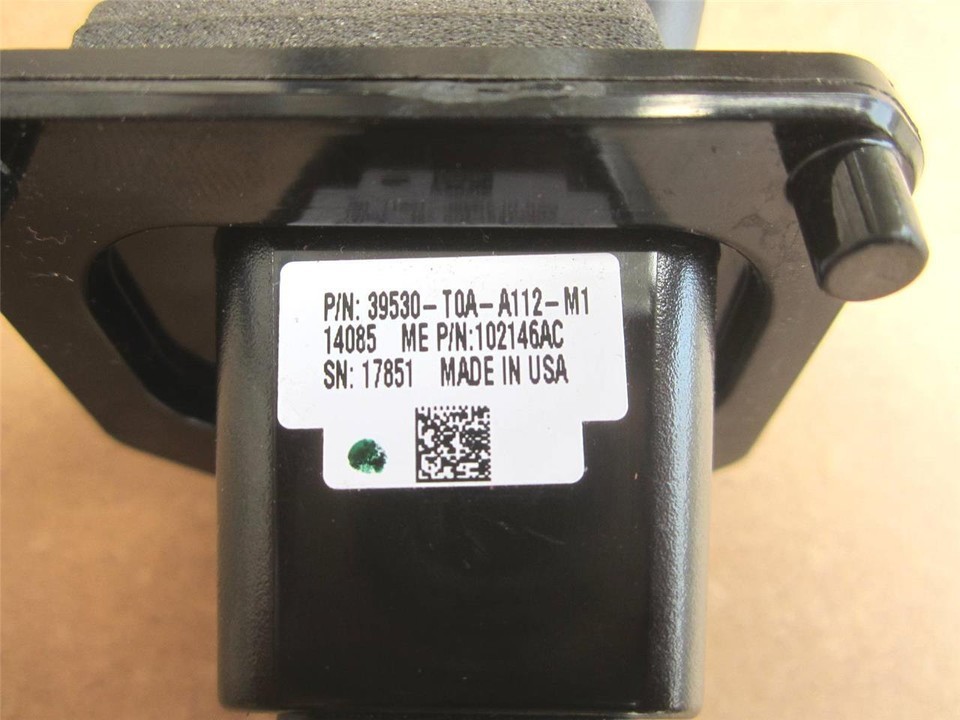 P/N: 39530-T0A-A112-M1
14085 ME P/N:102146AC
SN: 17851 MADE IN USA